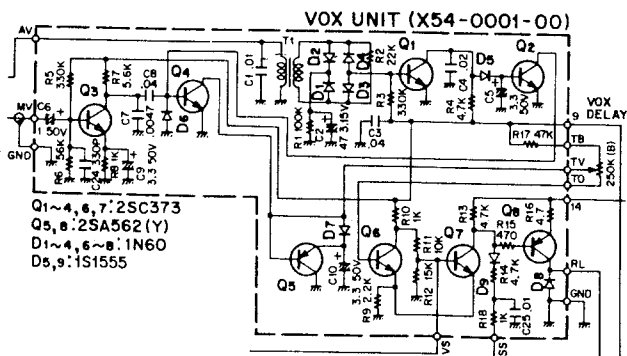 VOX UNIT (X54-0001-00)
AV
MV
GND
C6
1 50V
R5
330K
R7
5.6K
C8
.04
Q3
Q4
C7
.0047
D6
R6
56K
C24 330P
R8 1K
C9
3.3 50V
C1 .01
T1
D2
D4
D1
D3
R1 100K
C2
47 3.15V
R2
22K
R3
330K
C3
.04
Q1
R4
4.7K
C4 .02
D5
C5
3.3
50V
Q2
9
VOX
DELAY
R17 47K
TB
TV
TO
250K (B)
14
Q1~4, 6, 7: 2SC373
Q5, 8: 2SA562 (Y)
D1~4, 6~8: 1N60
D5, 9: 1S1555
Q5
D7
C10
3.3 50V
Q6
R9 2.2K
R10
1K
R11
10K
R12 15K
Q7
R13
4.7K
R15
470
Q8
R16
4.7
D9
R14
4.7K
R18
1K
C25 .01
D8
RL
GND
VS
SS